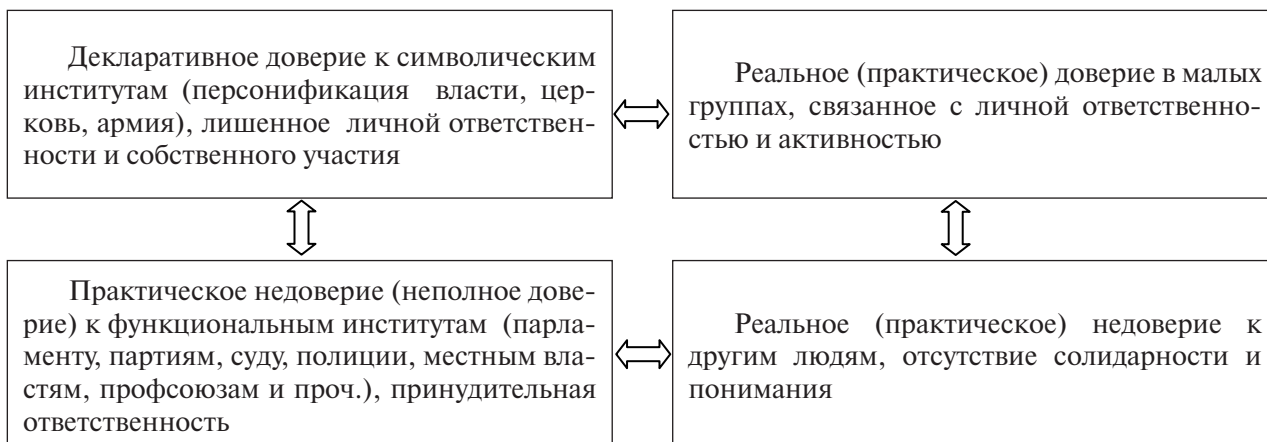 Декларативное доверие к символическим
институтам (персонификация власти, цер-
ковь, армия), лишенное личной ответствен-
ности и собственного участия
Реальное (практическое) доверие в малых
группах, связанное с личной ответственно-
стью и активностью
Практическое недоверие (неполное дове-
рие) к функциональным институтам (парла-
менту, партиям, суду, полиции, местным вла-
стям, профсоюзам и проч.), принудительная
ответственность
Реальное (практическое) недоверие к
другим людям, отсутствие солидарности и
понимания